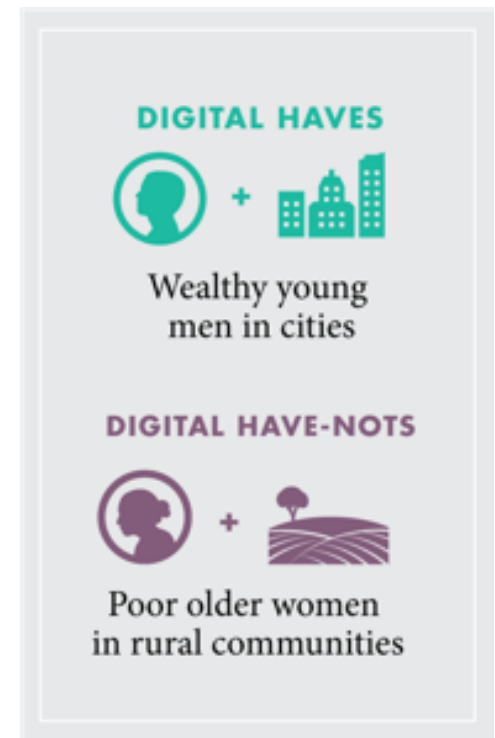 DIGITAL HAVES
+
Wealthy young
men in cities
DIGITAL HAVE-NOTS
+
Poor older women
in rural communities